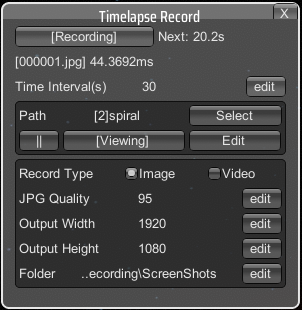 Timelapse Record X
[Recording] Next: 20.2s
[000001.jpg] 44.3692ms
Time Interval(s) 30 edit
Path [2]spiral Select
|| [Viewing] Edit
Record Type Image Video
JPG Quality 95 edit
Output Width 1920 edit
Output Height 1080 edit
Folder ..ecording\ScreenShots edit